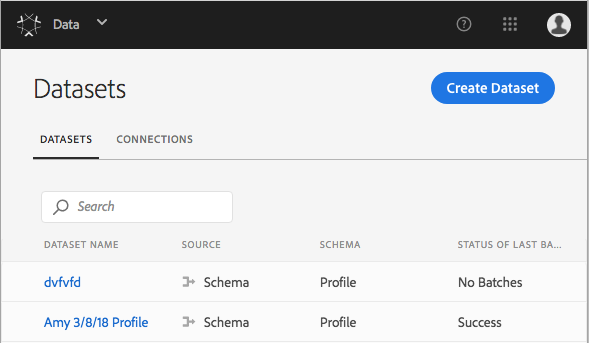 Data
Datasets
Create Dataset
DATASETS CONNECTIONS
Search
DATASET NAME SOURCE SCHEMA STATUS OF LAST BA...
dvfvfd Schema Profile No Batches
Amy 3/8/18 Profile Schema Profile Success